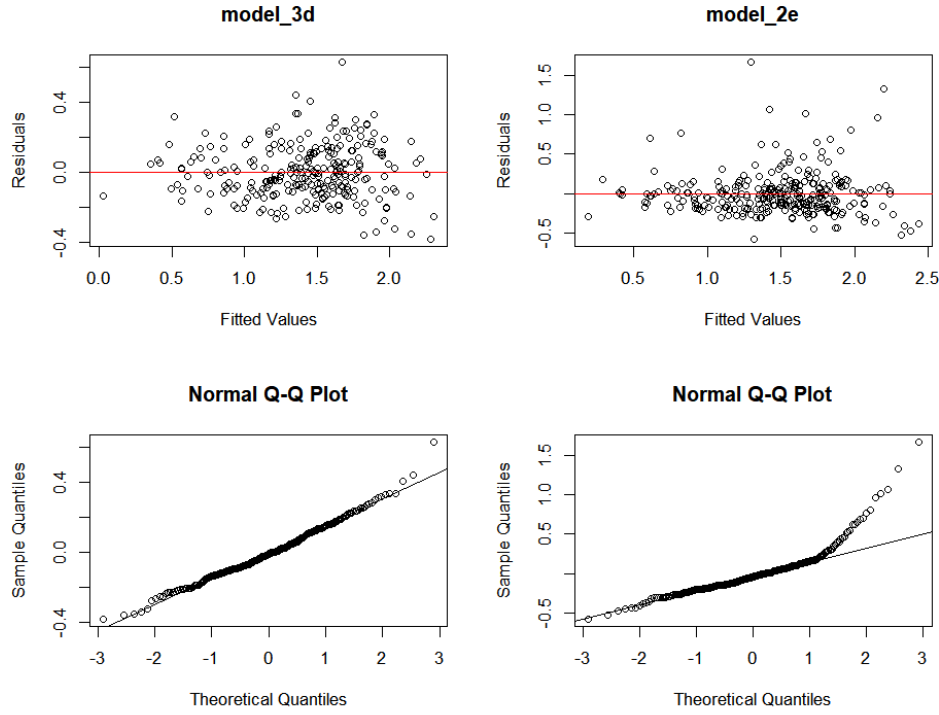 model_3d
Residuals
-0.4 0.0 0.4
0.0 0.5 1.0 1.5 2.0
Fitted Values
model_2e
Residuals
-0.5 0.0 0.5 1.0 1.5
0.5 1.0 1.5 2.0 2.5
Fitted Values
Normal Q-Q Plot
Sample Quantiles
-0.4 0.0 0.4
-3 -2 -1 0 1 2 3
Theoretical Quantiles
Normal Q-Q Plot
Sample Quantiles
-0.5 0.5 1.0 1.5
-3 -2 -1 0 1 2 3
Theoretical Quantiles